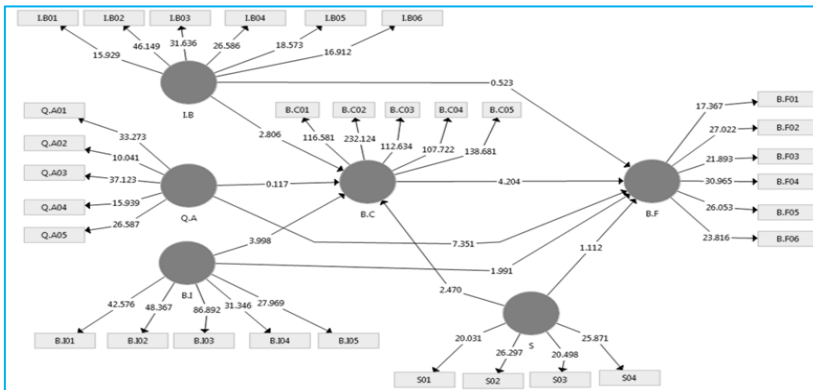 I.B01 I.B02 I.B03 I.B04 I.B05 I.B06
15.929 46.149 31.636 26.586 18.573 16.912
I.B
0.523
2.806
Q.A01
Q.A02
Q.A03
Q.A04
Q.A05
33.273
10.041
37.123
15.939
26.587
Q.A
0.117
7.351
B.C01 B.C02 B.C03 B.C04 B.C05
116.581 232.124 112.634 107.722 138.681
B.C
4.204
17.367
27.022
21.893
30.965
26.053
23.816
B.F01
B.F02
B.F03
B.F04
B.F05
B.F06
B.F
3.998
1.991
1.112
2.470
B.I
42.576 48.367 86.892 31.346 27.969
B.I01 B.I02 B.I03 B.I04 B.I05
S
20.031 26.297 20.498 25.871
S01 S02 S03 S04